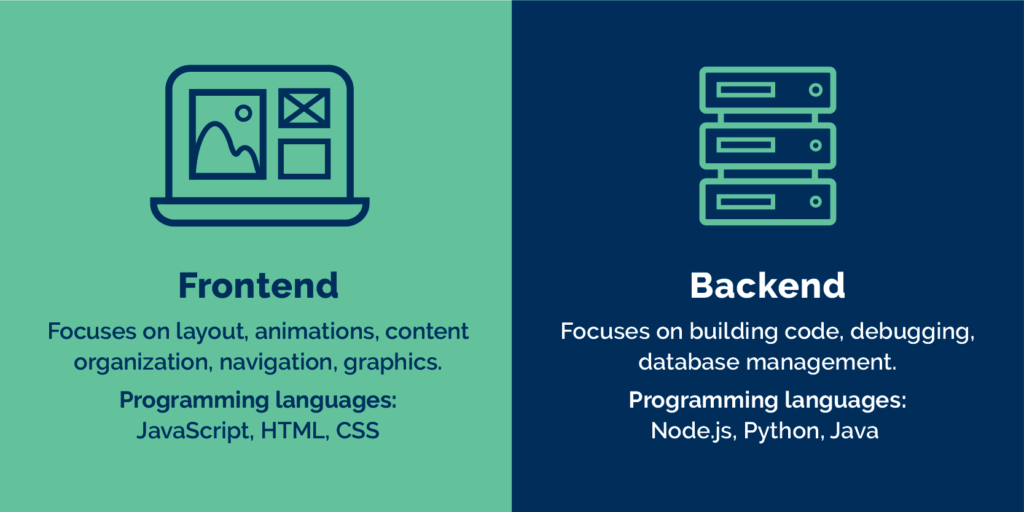 Frontend
Focuses on layout, animations, content
organization, navigation, graphics.
Programming languages:
JavaScript, HTML, CSS
Backend
Focuses on building code, debugging,
database management.
Programming languages:
Node.js, Python, Java